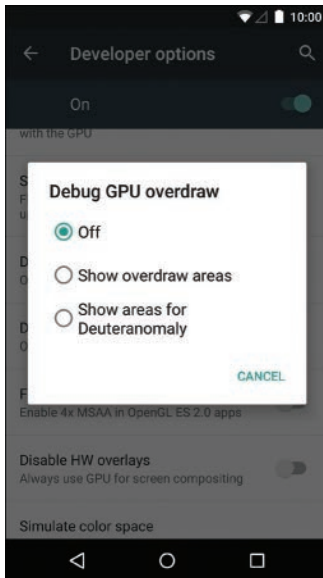 10:00
Developer options
On
with the GPU
S
F
u
Debug GPU overdraw
Off
D
O
Show overdraw areas
D
O
Show areas for
Deuteranomaly
CANCEL
F
Enable 4x MSAA in OpenGL ES 2.0 apps
Disable HW overlays
Always use GPU for screen compositing
Simulate color space